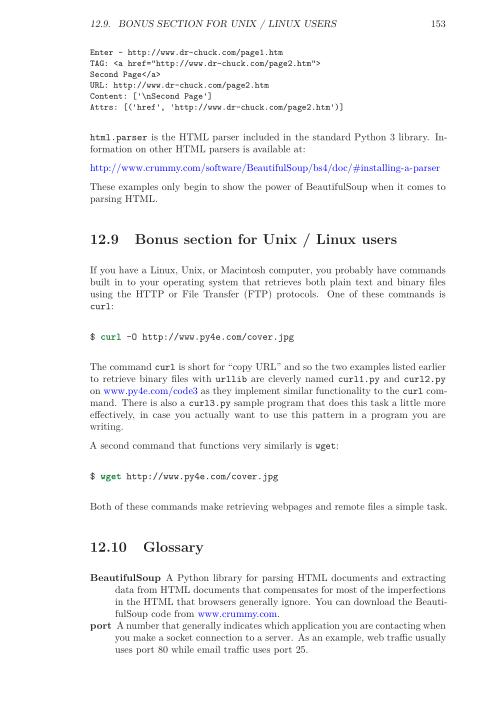 12.9. BONUS SECTION FOR UNIX / LINUX USERS 153
Enter - http://www.dr-chuck.com/page1.htm
TAG: <a href="http://www.dr-chuck.com/page2.htm">
Second Page</a>
URL: http://www.dr-chuck.com/page2.htm
Content: ['\nSecond Page']
Attrs: [('href', 'http://www.dr-chuck.com/page2.htm')]
html.parser is the HTML parser included in the standard Python 3 library. In-
formation on other HTML parsers is available at:
http://www.crummy.com/software/BeautifulSoup/bs4/doc/#installing-a-parser
These examples only begin to show the power of BeautifulSoup when it comes to
parsing HTML.
12.9 Bonus section for Unix / Linux users
If you have a Linux, Unix, or Macintosh computer, you probably have commands
built in to your operating system that retrieves both plain text and binary files
using the HTTP or File Transfer (FTP) protocols. One of these commands is
curl:
$ curl -O http://www.py4e.com/cover.jpg
The command curl is short for “copy URL” and so the two examples listed earlier
to retrieve binary files with urllib are cleverly named curl1.py and curl2.py
on www.py4e.com/code3 as they implement similar functionality to the curl com-
mand. There is also a curl3.py sample program that does this task a little more
effectively, in case you actually want to use this pattern in a program you are
writing.
A second command that functions very similarly is wget:
$ wget http://www.py4e.com/cover.jpg
Both of these commands make retrieving webpages and remote files a simple task.
12.10 Glossary
BeautifulSoup A Python library for parsing HTML documents and extracting
data from HTML documents that compensates for most of the imperfections
in the HTML that browsers generally ignore. You can download the Beauti-
fulSoup code from www.crummy.com.
port A number that generally indicates which application you are contacting when
you make a socket connection to a server. As an example, web traffic usually
uses port 80 while email traffic uses port 25.